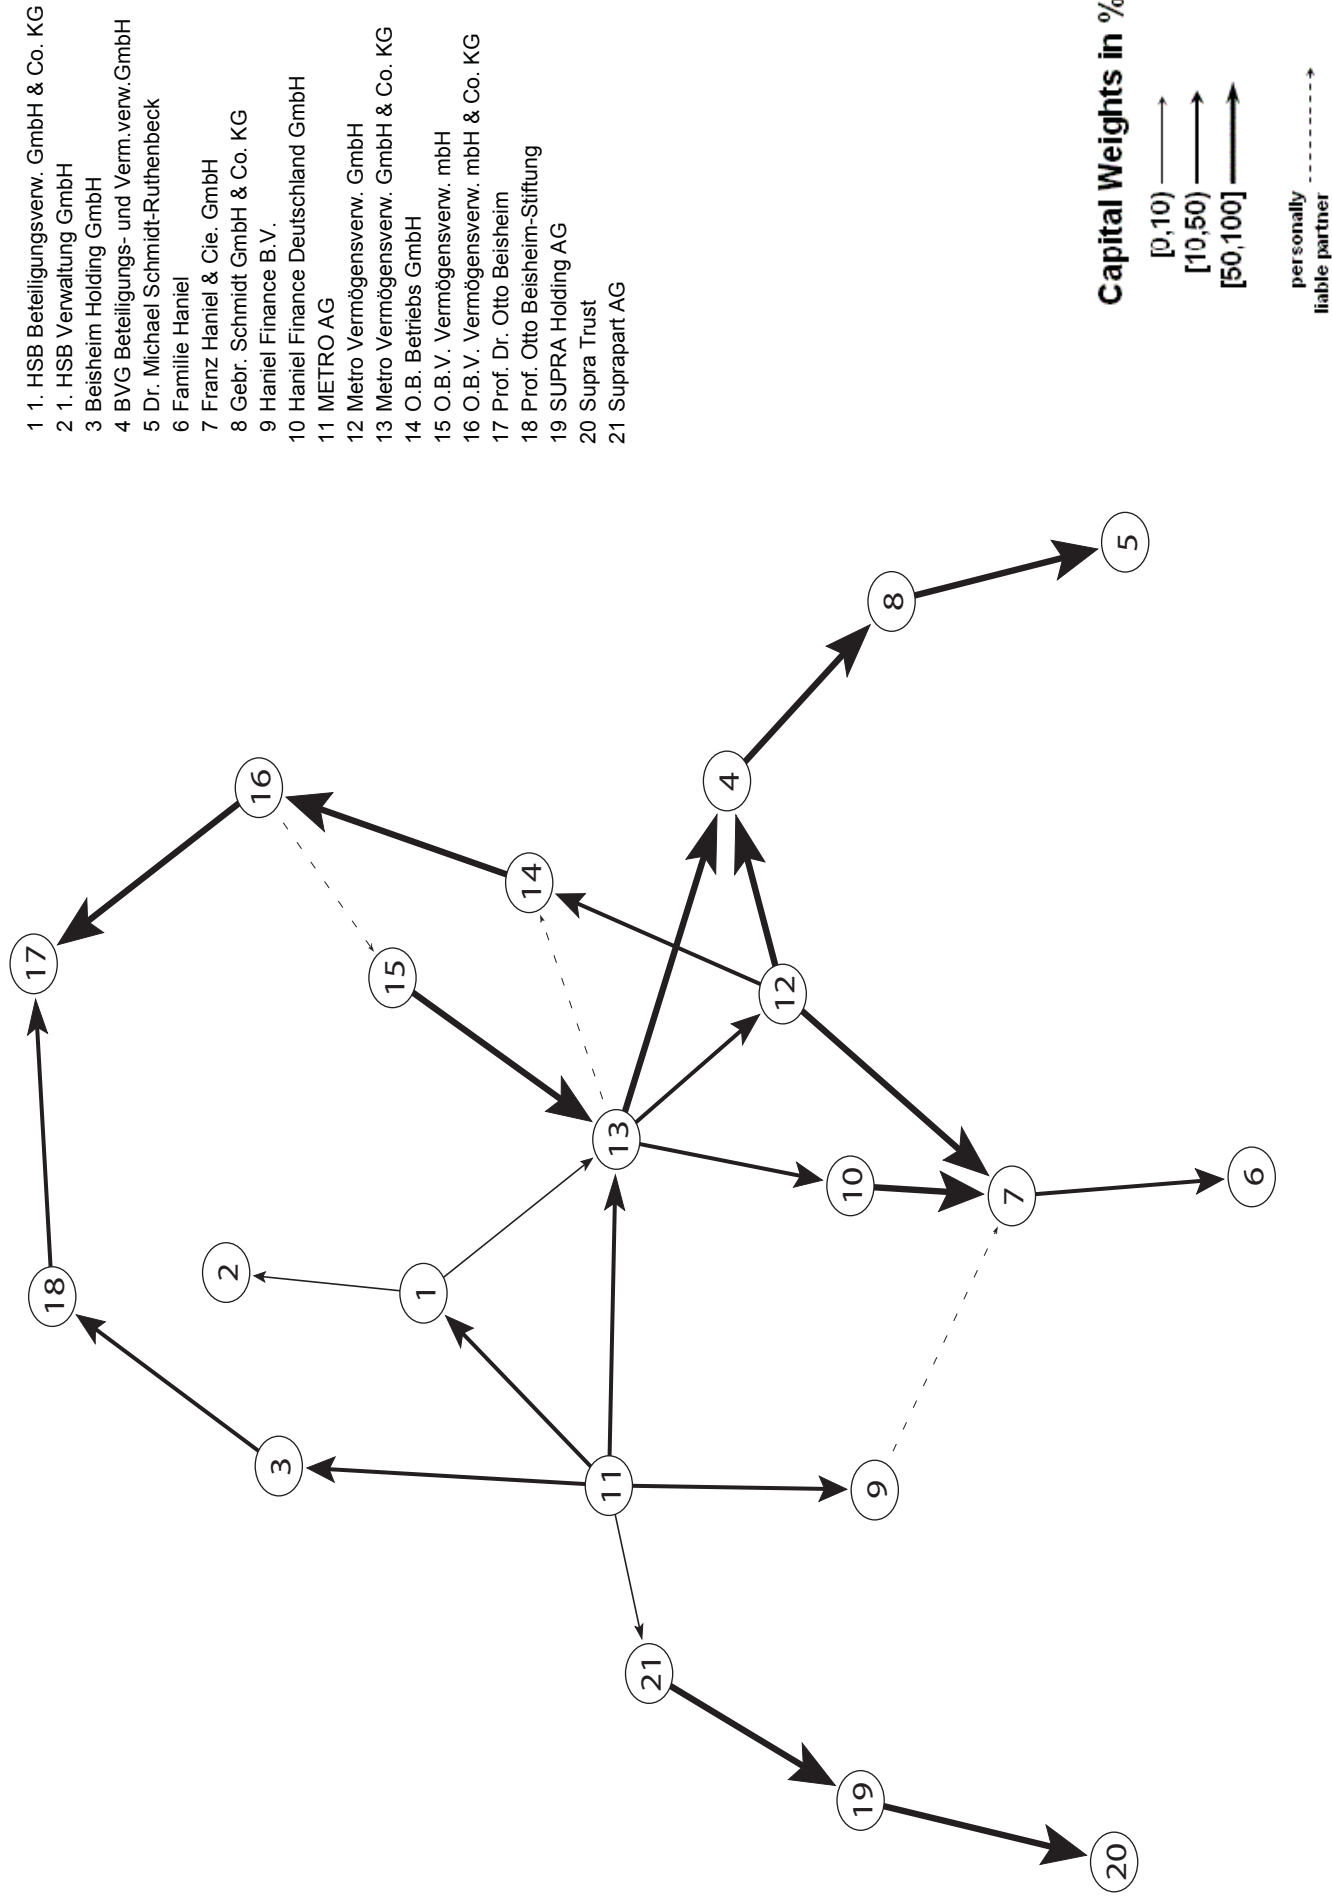 1 1. HSB Beteiligungsverw. GmbH & Co. KG
2 1. HSB Verwaltung GmbH
3 Beisheim Holding GmbH
4 BVG Beteiligungs- und Verm.verw.GmbH
5 Dr. Michael Schmidt-Ruthenbeck
6 Familie Haniel
7 Franz Haniel & Cie. GmbH
8 Gebr. Schmidt GmbH & Co. KG
9 Haniel Finance B.V.
10 Haniel Finance Deutschland GmbH
11 METRO AG
12 Metro Vermögensverw. GmbH
13 Metro Vermögensverw. GmbH & Co. KG
14 O.B. Betriebs GmbH
15 O.B.V. Vermögensverw. mbH
16 O.B.V. Vermögensverw. mbH & Co. KG
17 Prof. Dr. Otto Beisheim
18 Prof. Otto Beisheim-Stiftung
19 SUPRA Holding AG
20 Supra Trust
21 Suprapart AG
Capital Weights in %
[0,10)
[10,50)
[50,100]
personally
liable partner
17
18
2
16
3
1
15
14
11
13
21
4
12
19
9
10
8
7
20
6
5